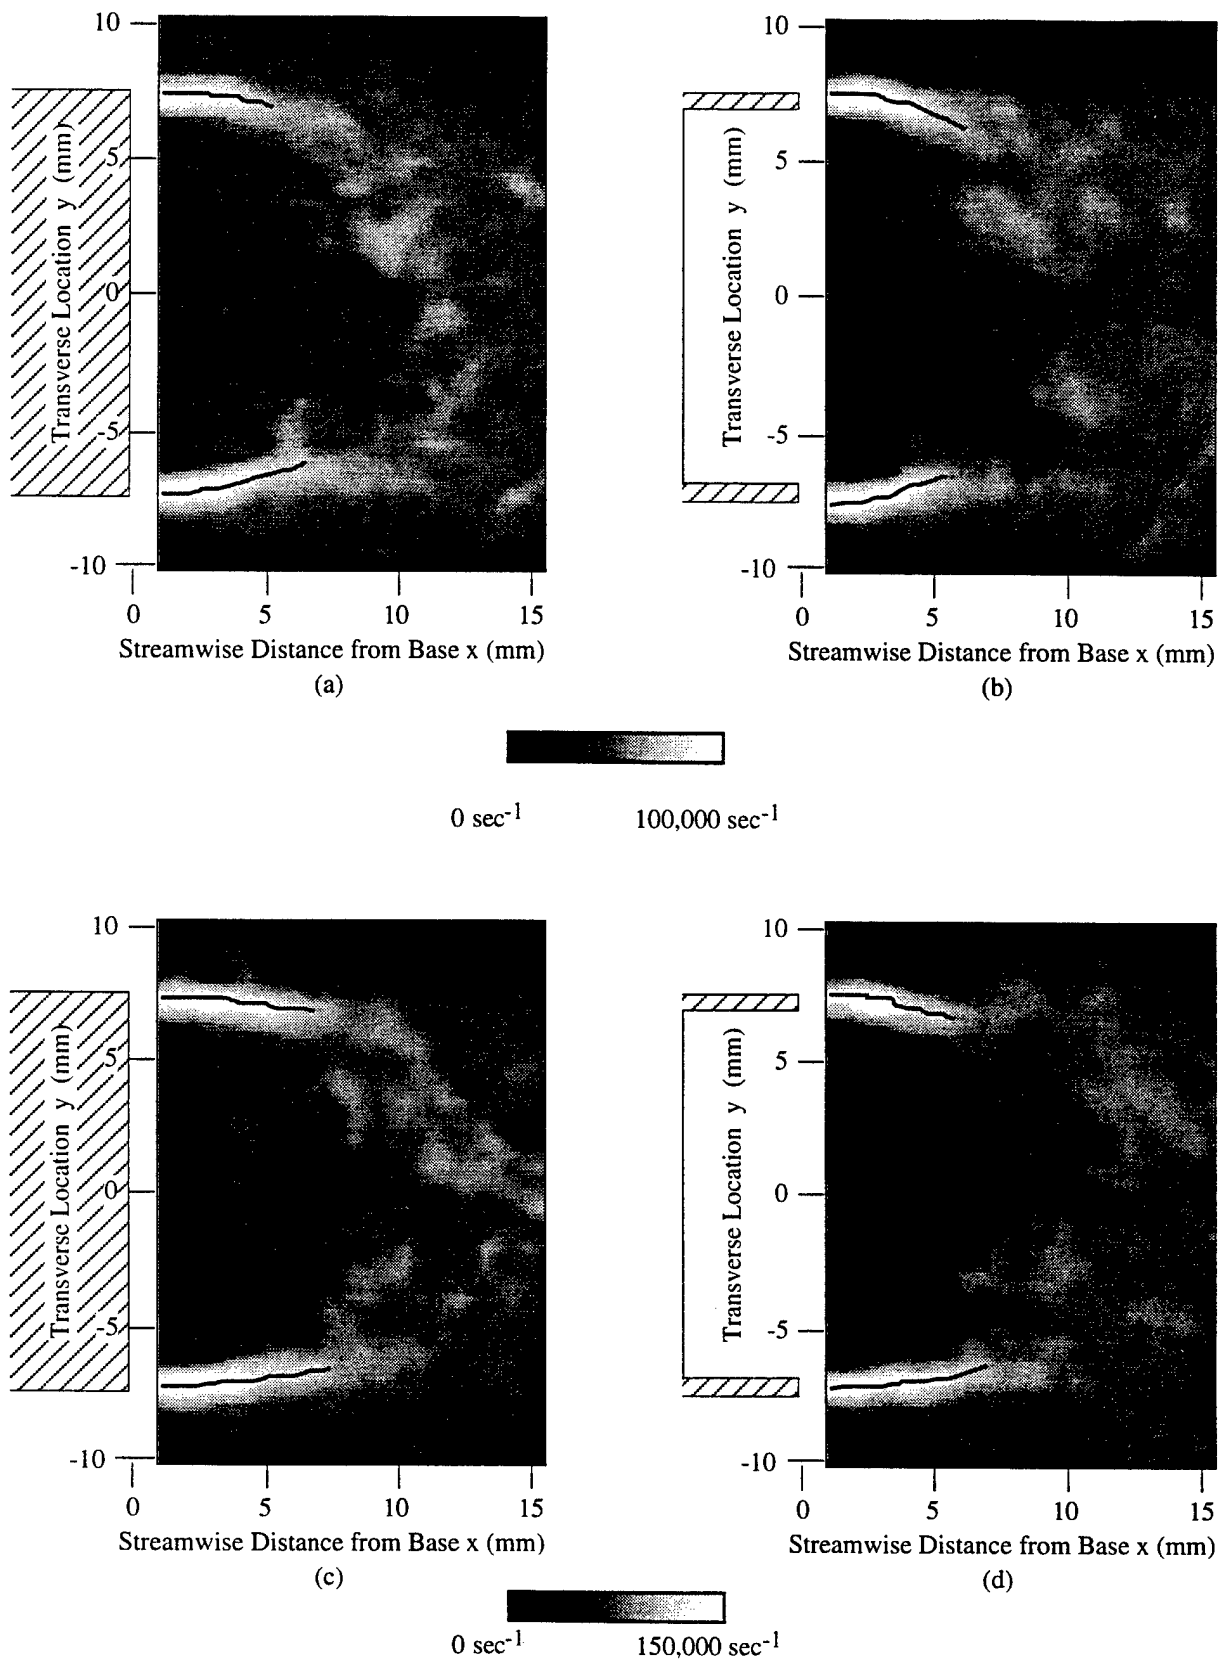 10
5
0
-5
-10
Transverse Location y (mm)
0 5 10 15
Streamwise Distance from Base x (mm)
(a)
10
5
0
-5
-10
Transverse Location y (mm)
0 5 10 15
Streamwise Distance from Base x (mm)
(b)
0 sec-1 100,000 sec-1
10
5
0
-5
-10
Transverse Location y (mm)
0 5 10 15
Streamwise Distance from Base x (mm)
(c)
10
5
0
-5
-10
Transverse Location y (mm)
0 5 10 15
Streamwise Distance from Base x (mm)
(d)
0 sec-1 150,000 sec-1